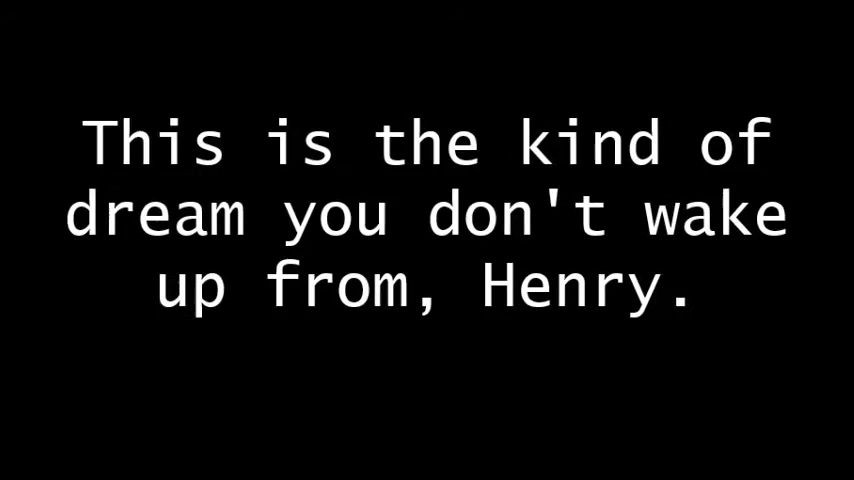 This is the kind of
dream you don't wake
up from, Henry.